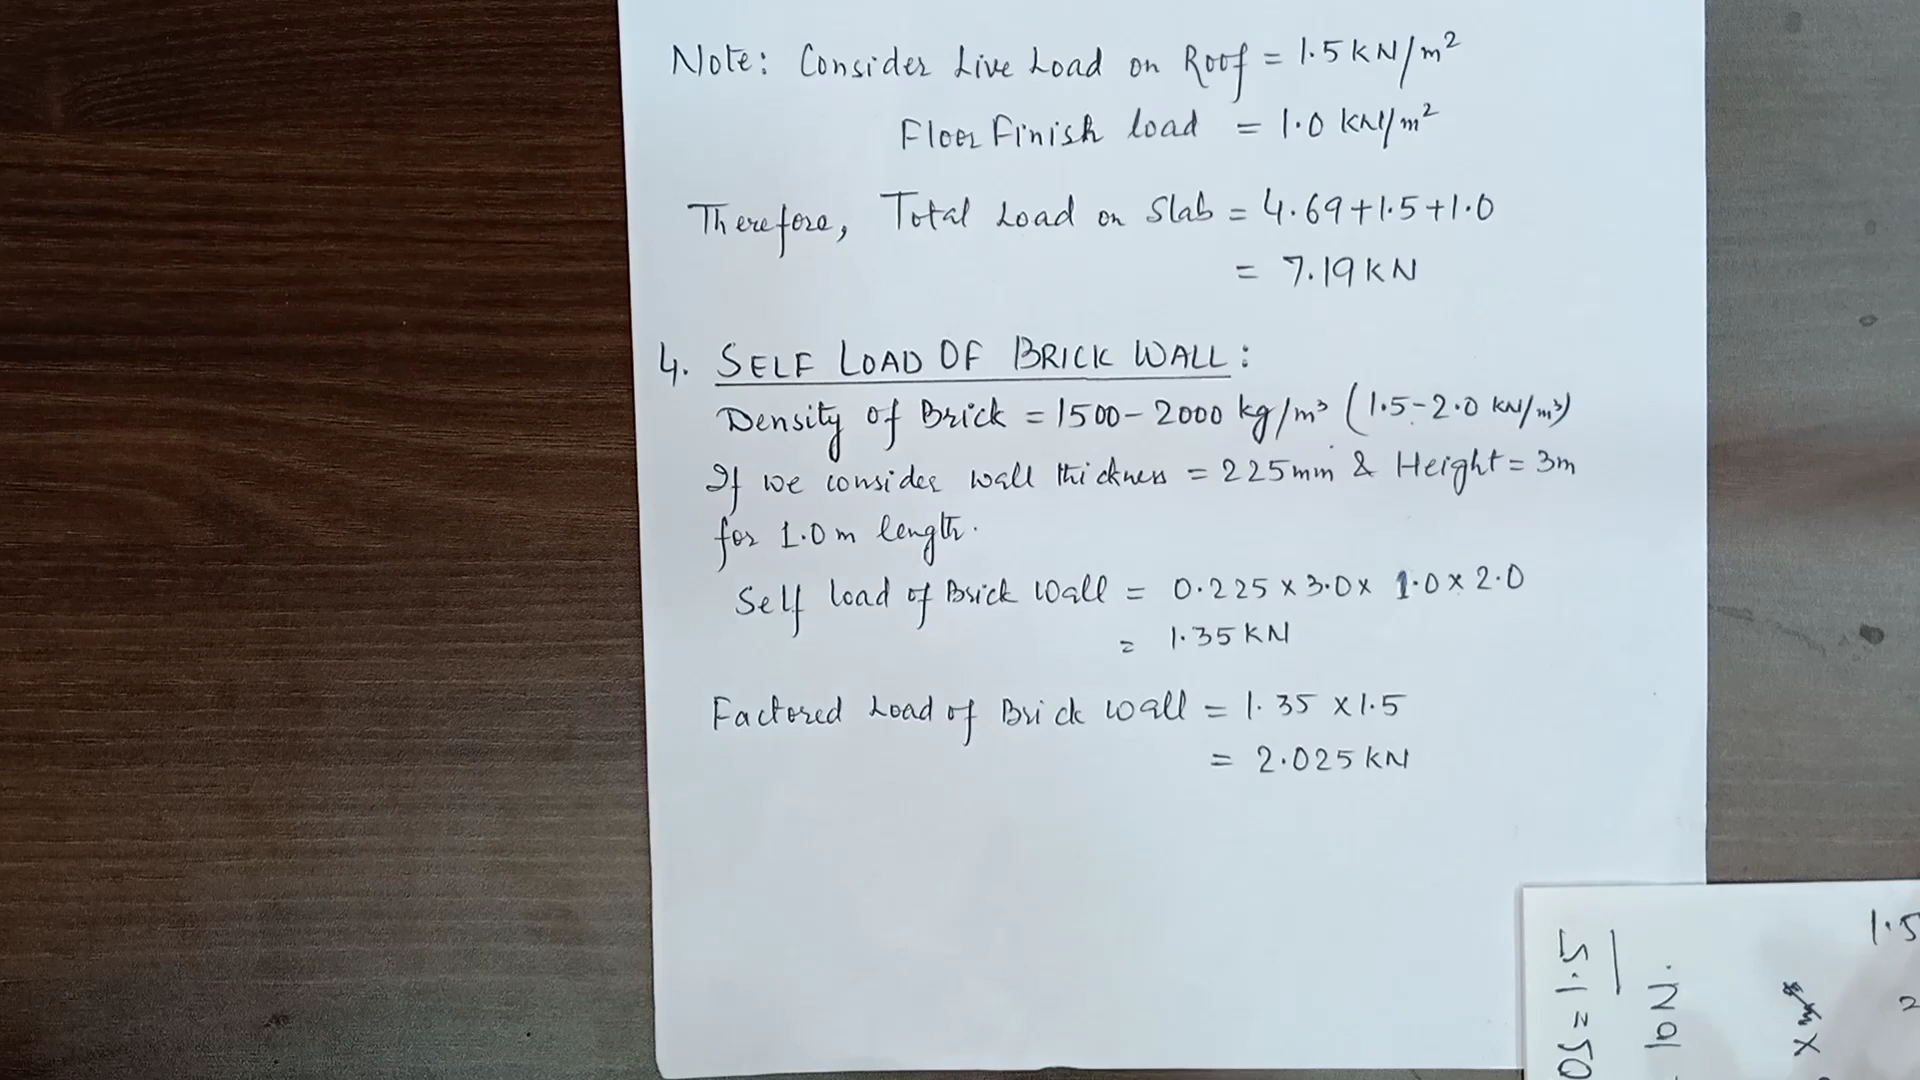 Note: Consider Live Load on Roof = 1.5 KN/m²
Floor Finish load = 1.0 KN/m²
Therefore, Total Load on Slab = 4.69+1.5+1.0
= 7.19 KN
4. SELF LOAD OF BRICK WALL:
Density of Brick = 1500-2000 kg/m³ (1.5-2.0 KN/m³)
If we consider wall thickness = 225mm & Height = 3m
for 1.0m length.
Self load of Brick Wall = 0.225 x 3.0 x 1.0 x 2.0
= 1.35 KN
Factored Load of Brick wall = 1.35 x 1.5
= 2.025 KN
1.5
2